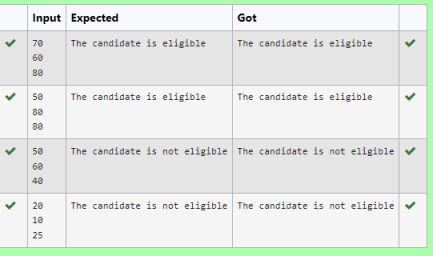 Input Expected Got
70 The candidate is eligible The candidate is eligible
60
80
50 The candidate is eligible The candidate is eligible
80
80
50 The candidate is not eligible The candidate is not eligible
60
40
20 The candidate is not eligible The candidate is not eligible
10
25